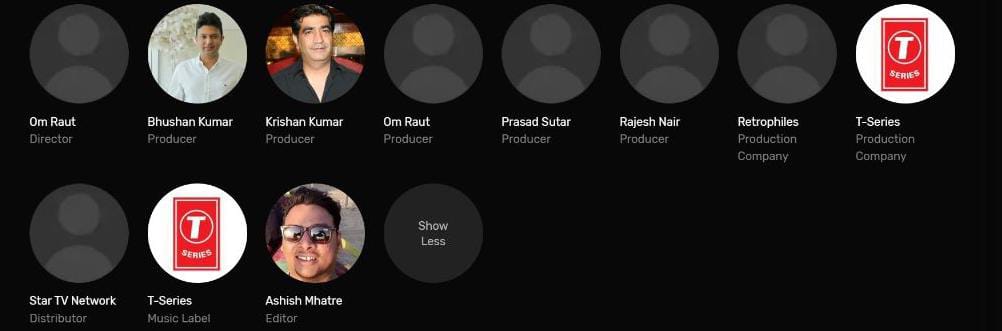 T
SERIES
Om Raut
Director
Bhushan Kumar
Producer
Krishan Kumar
Producer
Om Raut
Producer
Prasad Sutar
Producer
Rajesh Nair
Producer
Retrophiles
Production
Company
T-Series
Production
Company
T
SERIES
Show
Less
Star TV Network
Distributor
T-Series
Music Label
Ashish Mhatre
Editor